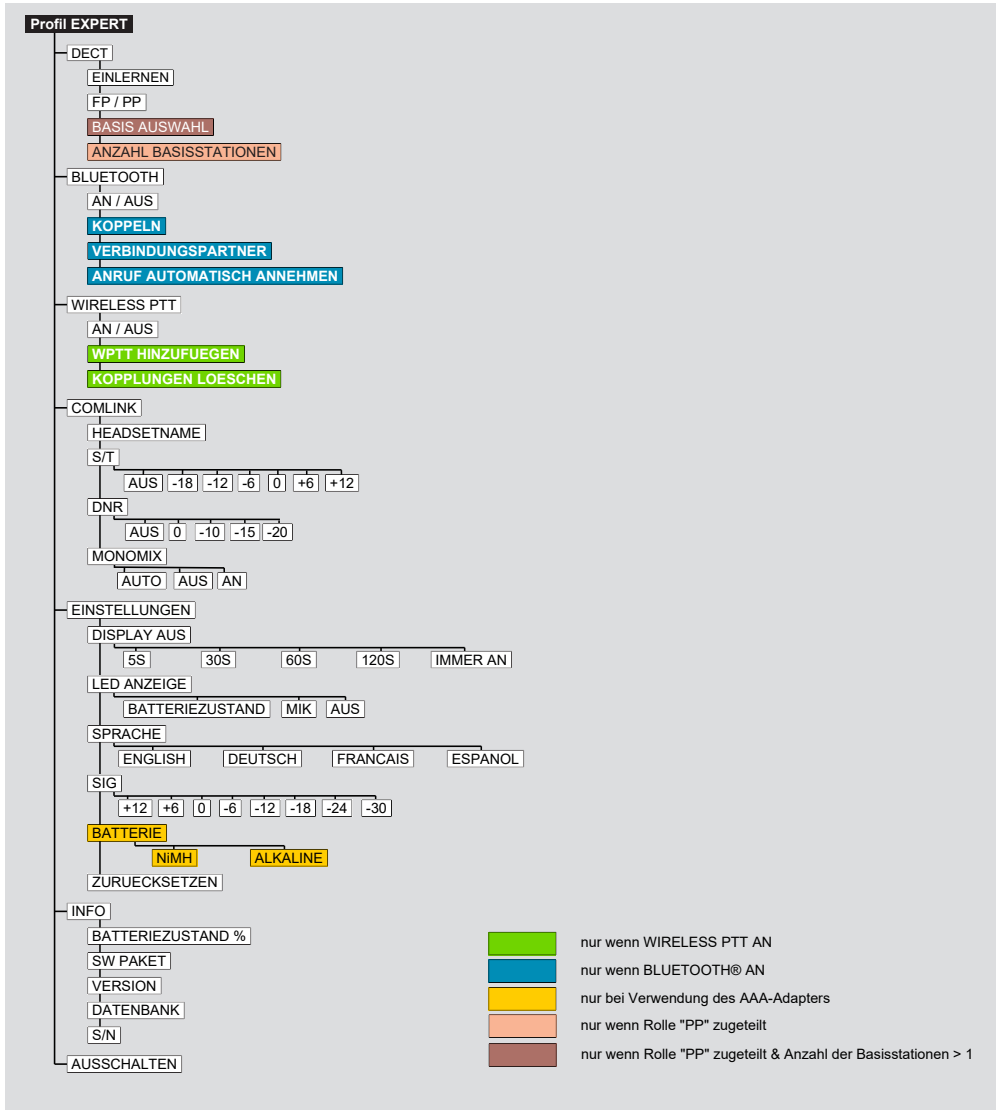 Profil EXPERT
DECT
EINLERNEN
FP / PP
BASIS AUSWAHL
ANZAHL BASISSTATIONEN
BLUETOOTH
AN / AUS
KOPPELN
VERBINDUNGSPARTNER
ANRUF AUTOMATISCH ANNEHMEN
WIRELESS PTT
AN / AUS
WPTT HINZUFUEGEN
KOPPLUNGEN LOESCHEN
COMLINK
HEADSETNAME
S/T
AUS -18 -12 -6 0 +6 +12
DNR
AUS 0 -10 -15 -20
MONOMIX
AUTO AUS AN
EINSTELLUNGEN
DISPLAY AUS
5S 30S 60S 120S IMMER AN
LED ANZEIGE
BATTERIEZUSTAND MIK AUS
SPRACHE
ENGLISH DEUTSCH FRANCAIS ESPANOL
SIG
+12 +6 0 -6 -12 -18 -24 -30
BATTERIE
NiMH ALKALINE
ZURUECKSETZEN
INFO
BATTERIEZUSTAND %
SW PAKET
VERSION
DATENBANK
S/N
AUSSCHALTEN
nur wenn WIRELESS PTT AN
nur wenn BLUETOOTH® AN
nur bei Verwendung des AAA-Adapters
nur wenn Rolle "PP" zugeteilt
nur wenn Rolle "PP" zugeteilt & Anzahl der Basisstationen > 1